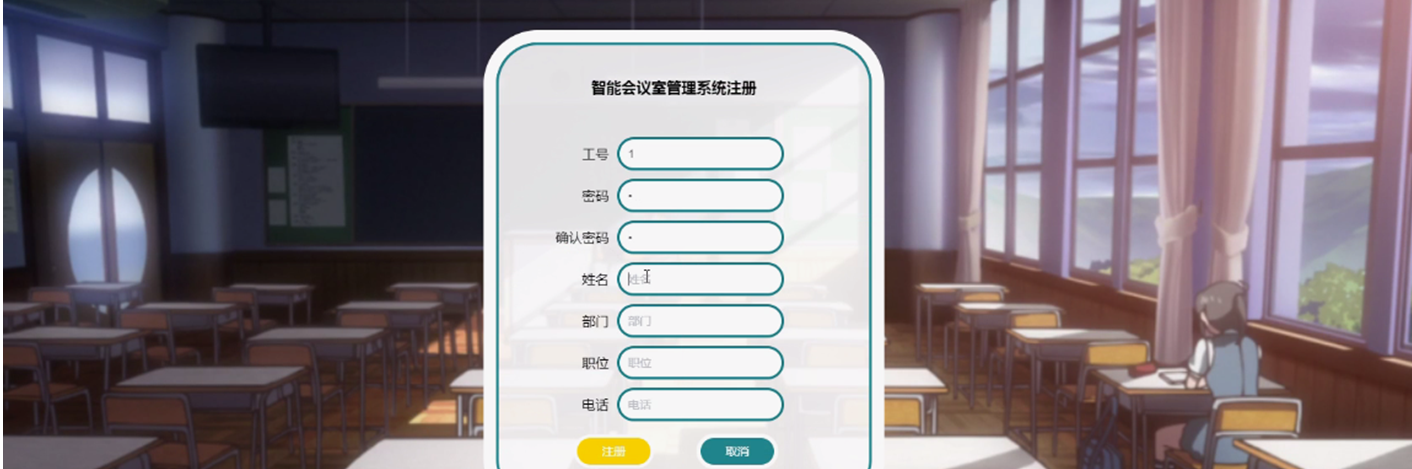 智能会议室管理系统注册
工号 1
密码 •
确认密码 •
姓名 姓名
部门 部门
职位 职位
电话 电话
注册 取消